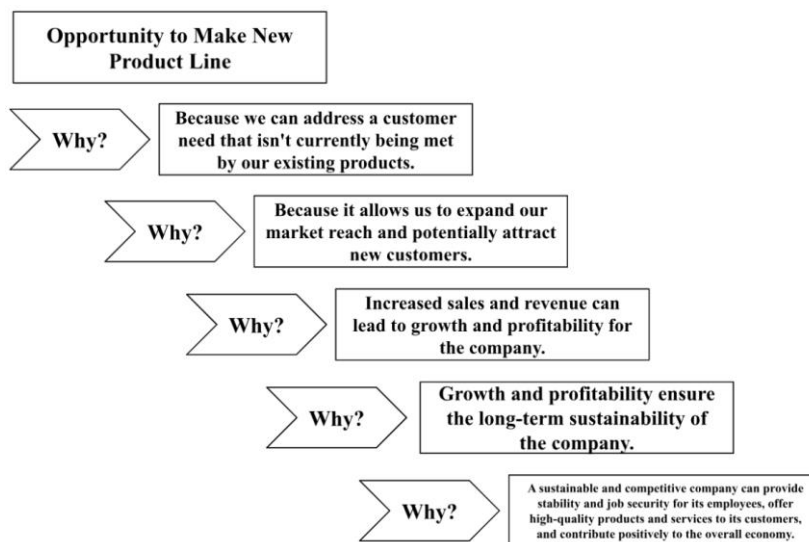 Opportunity to Make New
Product Line
Why?
Because we can address a customer
need that isn't currently being met
by our existing products.
Why?
Because it allows us to expand our
market reach and potentially attract
new customers.
Why?
Increased sales and revenue can
lead to growth and profitability for
the company.
Why?
Growth and profitability ensure
the long-term sustainability of
the company.
Why?
A sustainable and competitive company can provide
stability and job security for its employees, offer
high-quality products and services to its customers,
and contribute positively to the overall economy.